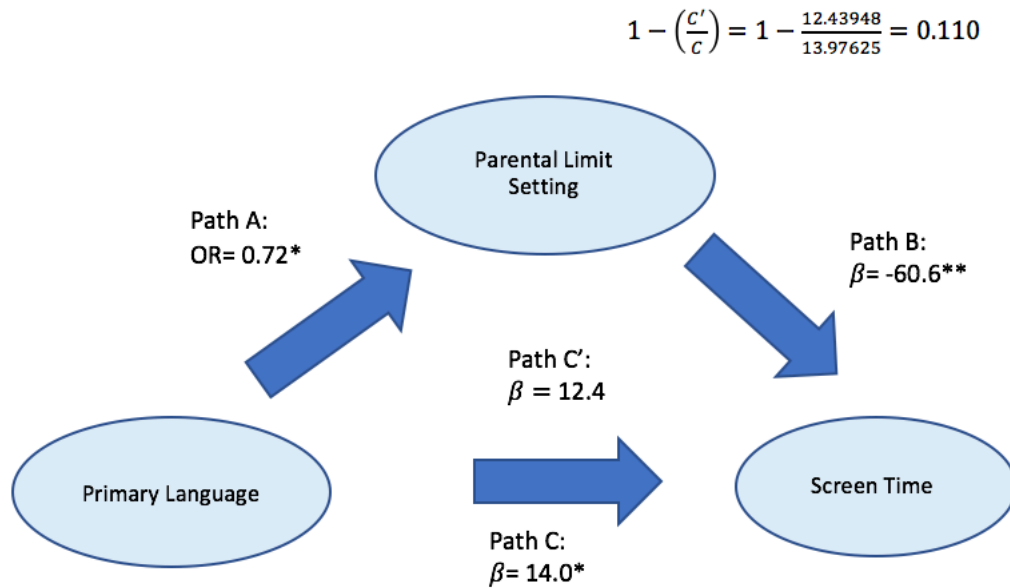 1 − (C′/C) = 1 − 12.43948/13.97625 = 0.110
Parental Limit
Setting
Path A:
OR= 0.72*
Path B:
β= -60.6**
Path C′:
β = 12.4
Primary Language
Screen Time
Path C:
β= 14.0*